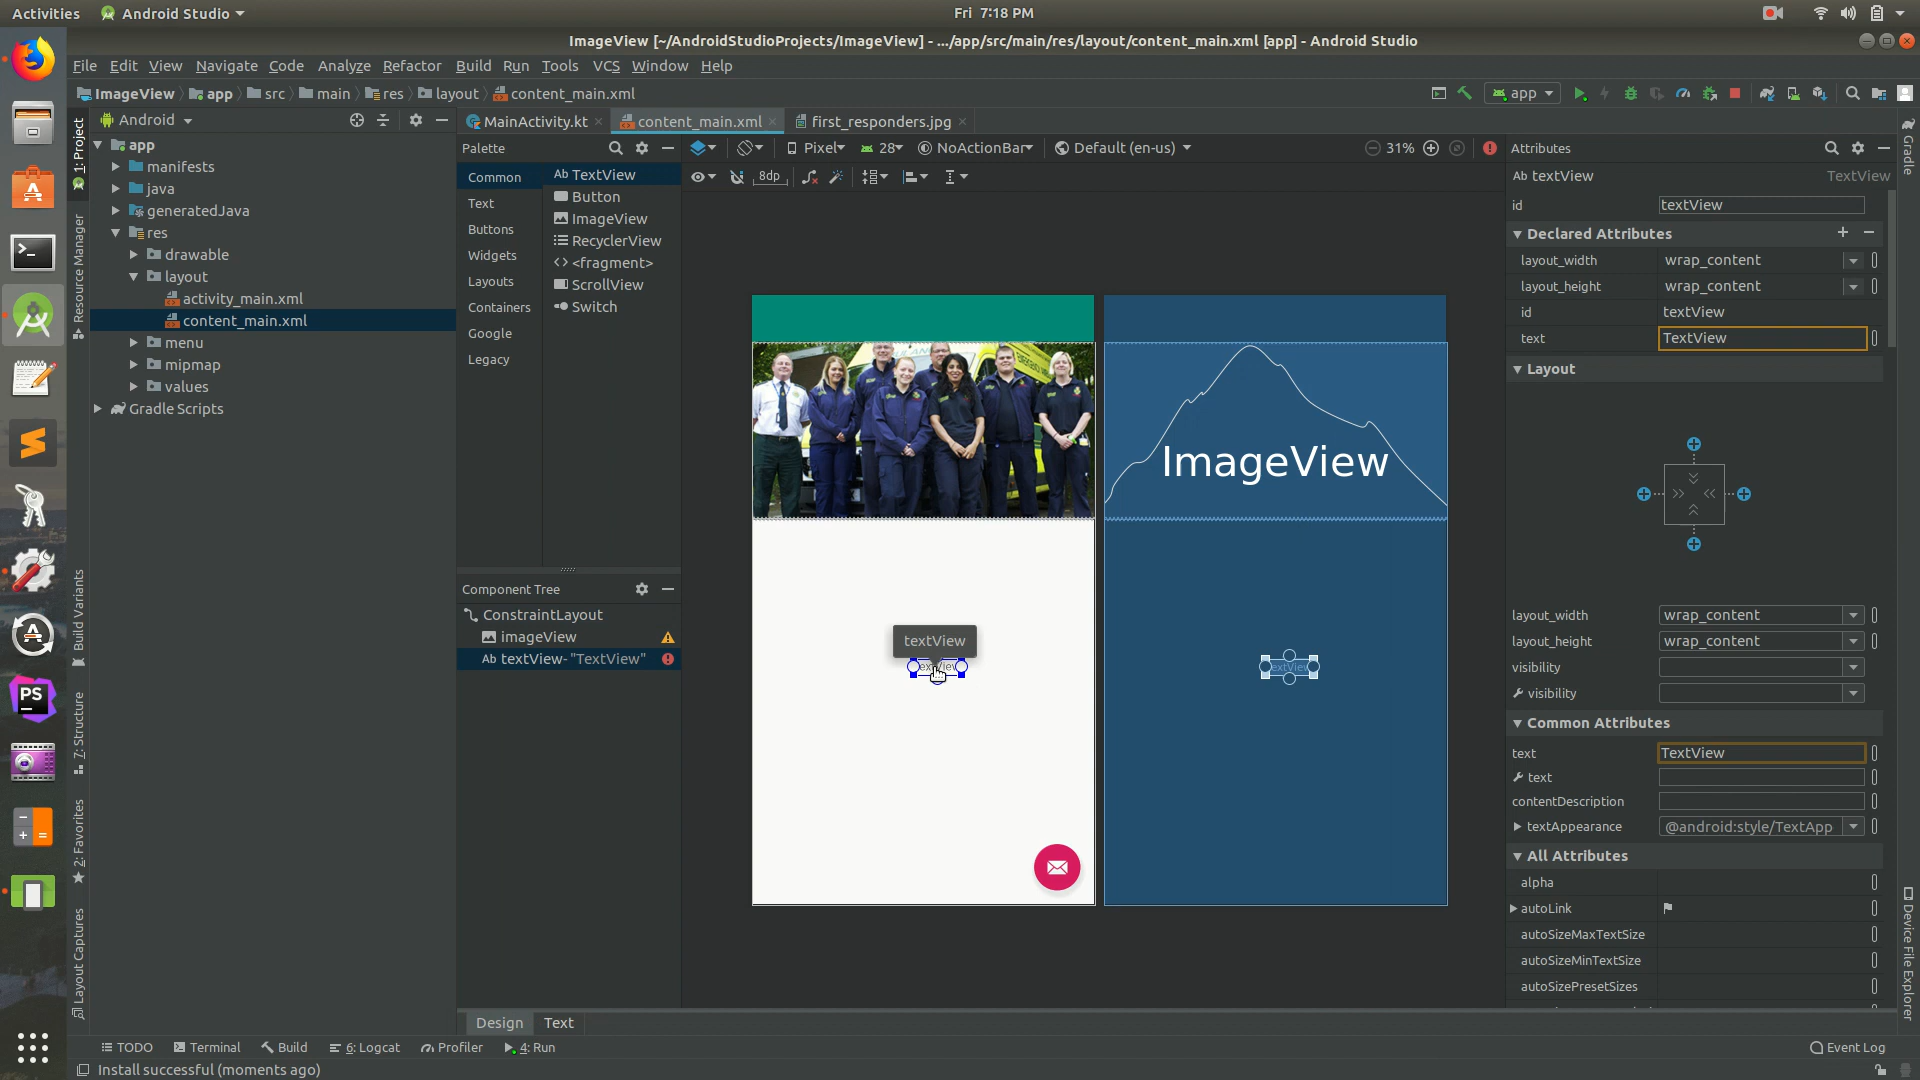 Activities Android Studio Fri 7:18 PM
ImageView [~/AndroidStudioProjects/ImageView] - .../app/src/main/res/layout/content_main.xml [app] - Android Studio
File Edit View Navigate Code Analyze Refactor Build Run Tools VCS Window Help
ImageView app src main res layout content_main.xml app
Android
MainActivity.kt content_main.xml first_responders.jpg
1: Project
Resource Manager
Build Variants
7: Structure
2: Favorites
Layout Captures
app
manifests
java
generatedJava
res
drawable
layout
activity_main.xml
content_main.xml
menu
mipmap
values
Gradle Scripts
Palette
Common
Text
Buttons
Widgets
Layouts
Containers
Google
Legacy
Ab TextView
Button
ImageView
RecyclerView
<> <fragment>
ScrollView
Switch
Component Tree
ConstraintLayout
imageView
Ab textView- "TextView"
Pixel 28 NoActionBar Default (en-us) 31%
8dp
ImageView
textView
Attributes
Ab textView TextView
id textView
Declared Attributes
layout_width wrap_content
layout_height wrap_content
id textView
text TextView
Layout
layout_width wrap_content
layout_height wrap_content
visibility
visibility
Common Attributes
text TextView
text
contentDescription
textAppearance @android:style/TextApp
All Attributes
alpha
autoLink
autoSizeMaxTextSize
autoSizeMinTextSize
autoSizePresetSizes
Gradle
Device File Explorer
PS
Design Text
TODO Terminal Build 6: Logcat Profiler 4: Run Event Log
Install successful (moments ago)